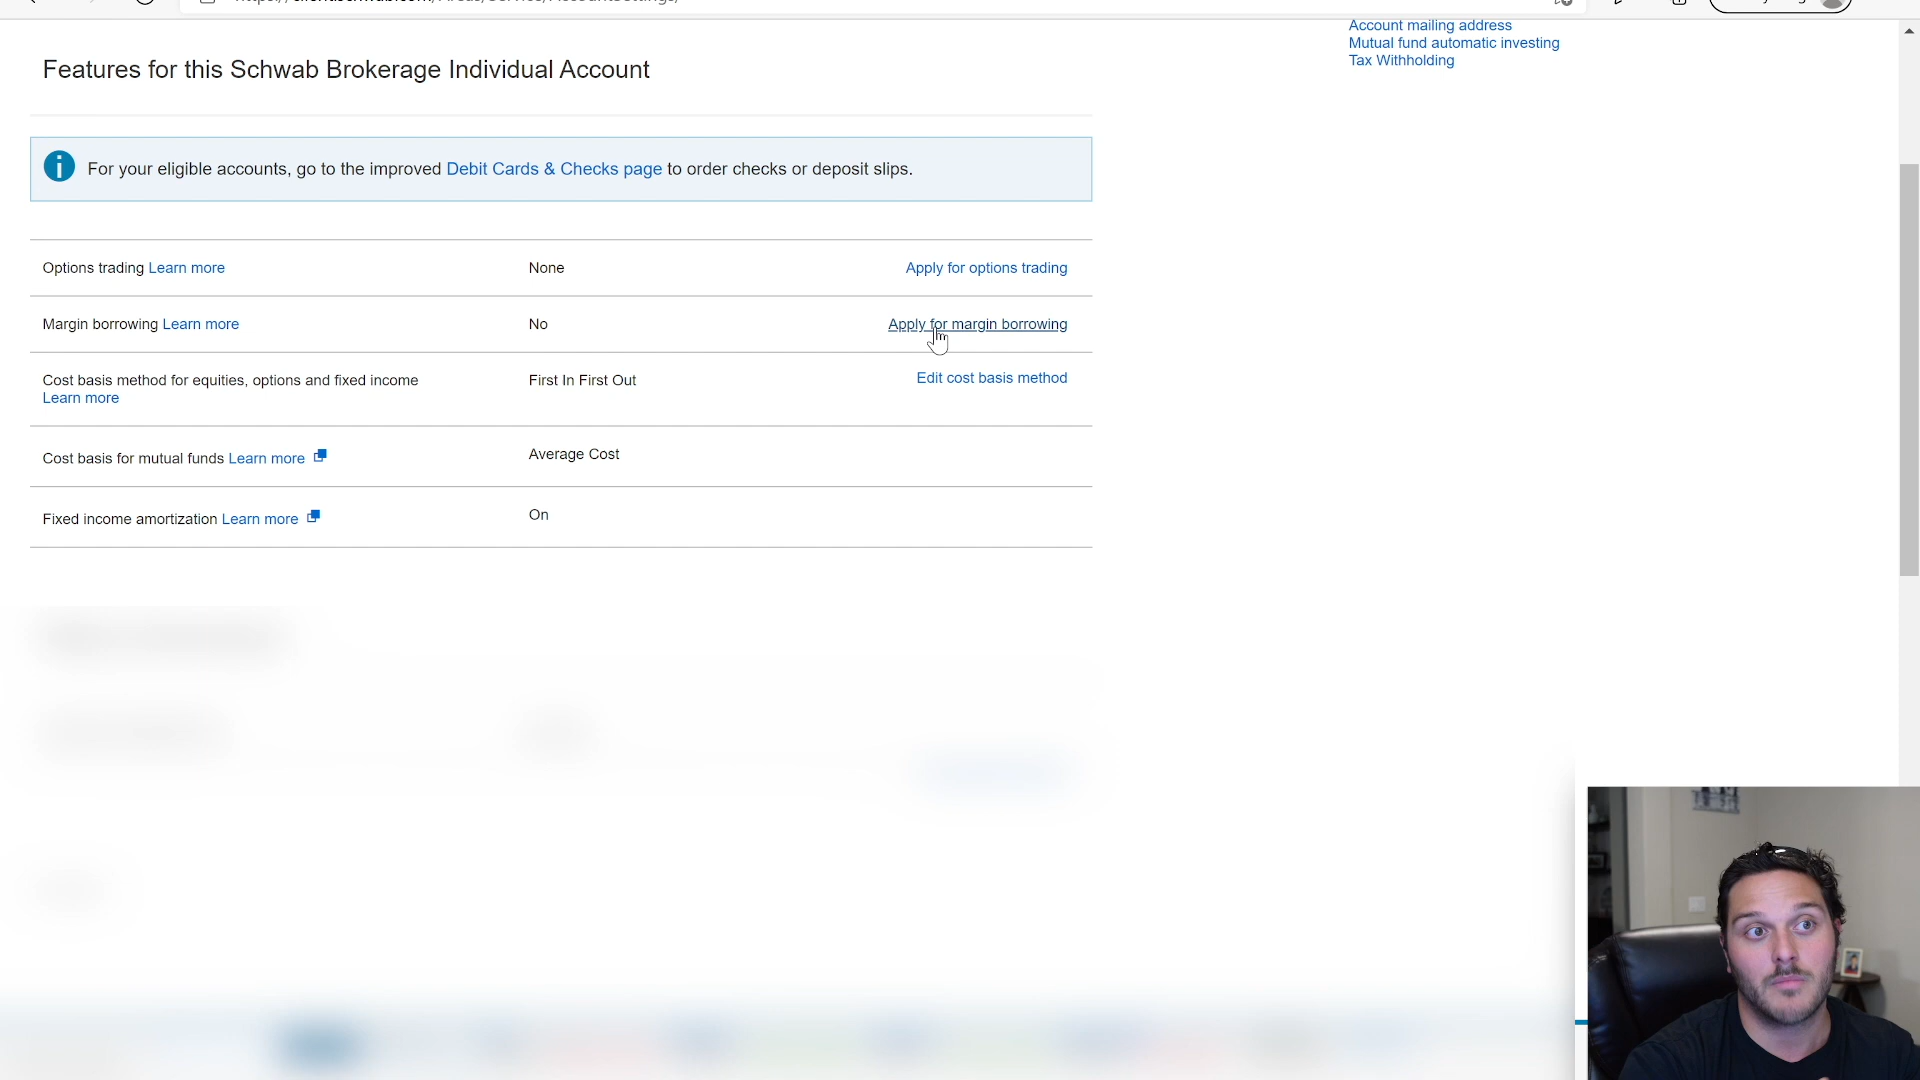 Account mailing address
Mutual fund automatic investing
Tax Withholding
Features for this Schwab Brokerage Individual Account
For your eligible accounts, go to the improved Debit Cards & Checks page to order checks or deposit slips.
Options trading Learn more None Apply for options trading
Margin borrowing Learn more No Apply for margin borrowing
Cost basis method for equities, options and fixed income First In First Out Edit cost basis method
Learn more
Cost basis for mutual funds Learn more Average Cost
Fixed income amortization Learn more On